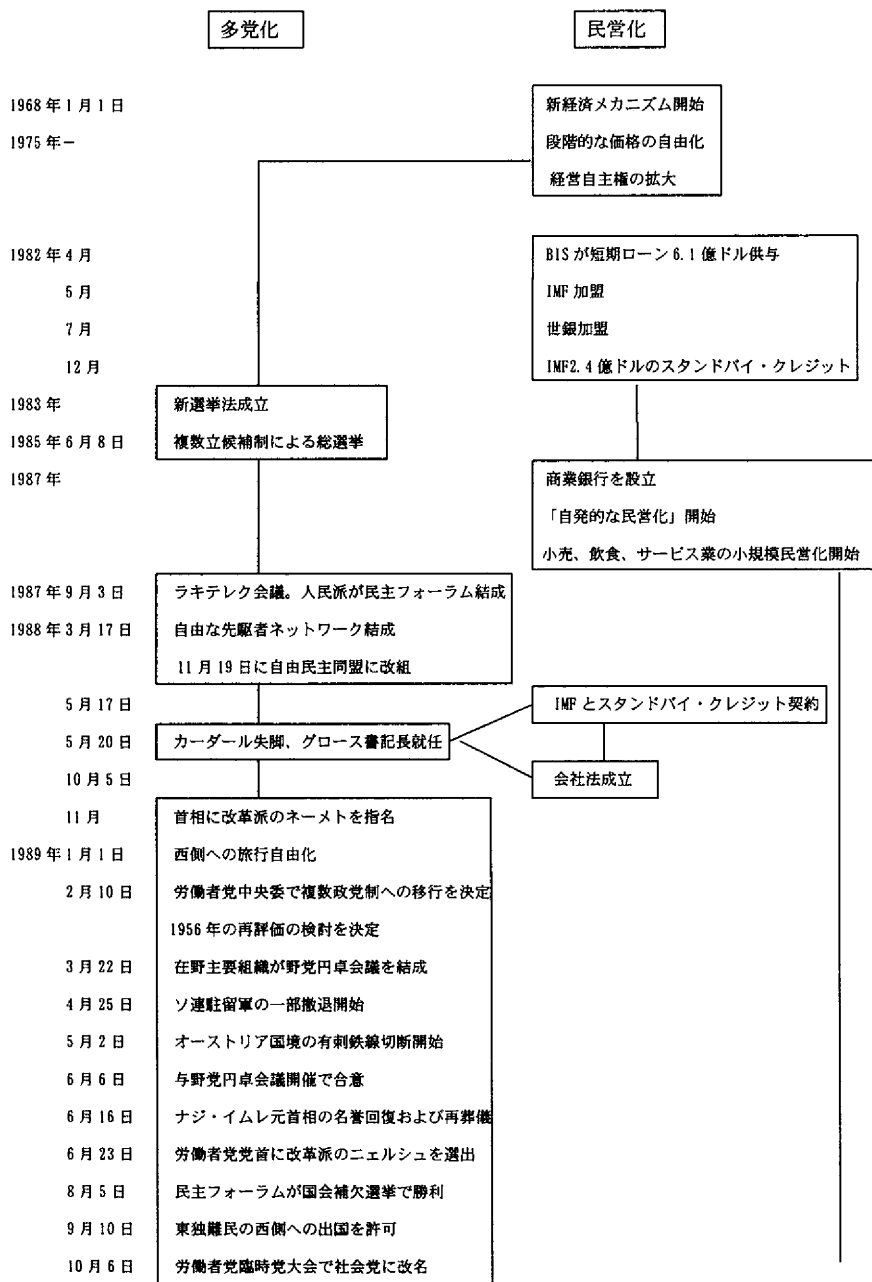 多党化 民営化
1968年1月1日 新経済メカニズム開始
1975年－ 段階的な価格の自由化
経営自主権の拡大
1982年4月 BISが短期ローン6.1億ドル供与
5月 IMF加盟
7月 世銀加盟
12月 IMF2.4億ドルのスタンドバイ・クレジット
1983年 新選挙法成立
1985年6月8日 複数立候補制による総選挙
1987年 商業銀行を設立
「自発的な民営化」開始
小売、飲食、サービス業の小規模民営化開始
1987年9月3日 ラキテレク会議。人民派が民主フォーラム結成
1988年3月17日 自由な先駆者ネットワーク結成
11月19日に自由民主同盟に改組
5月17日 IMFとスタンドバイ・クレジット契約
5月20日 カーダール失脚、グロース書記長就任
10月5日 会社法成立
11月 首相に改革派のネーメトを指名
1989年1月1日 西側への旅行自由化
2月10日 労働者党中央委で複数政党制への移行を決定
1956年の再評価の検討を決定
3月22日 在野主要組織が野党円卓会議を結成
4月25日 ソ連駐留軍の一部撤退開始
5月2日 オーストリア国境の有刺鉄線切断開始
6月6日 与野党円卓会議開催で合意
6月16日 ナジ・イムレ元首相の名誉回復および再葬儀
6月23日 労働者党党首に改革派のニェルシュを選出
8月5日 民主フォーラムが国会補欠選挙で勝利
9月10日 東独難民の西側への出国を許可
10月6日 労働者党臨時党大会で社会党に改名